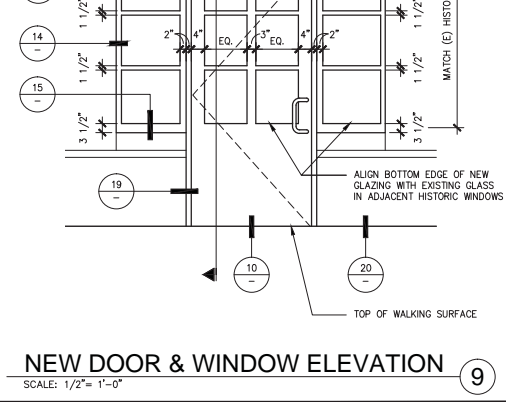 1 1/2"
1 1/2"
MATCH (E) HISTO
14
–
2"
4"
EQ.
3"
EQ.
4"
2"
1 1/2"
1 1/2"
15
–
3 1/2"
3 1/2"
ALIGN BOTTOM EDGE OF NEW
GLAZING WITH EXISTING GLASS
IN ADJACENT HISTORIC WINDOWS
19
–
10
–
20
–
TOP OF WALKING SURFACE
NEW DOOR & WINDOW ELEVATION
9
SCALE: 1/2"= 1'-0"